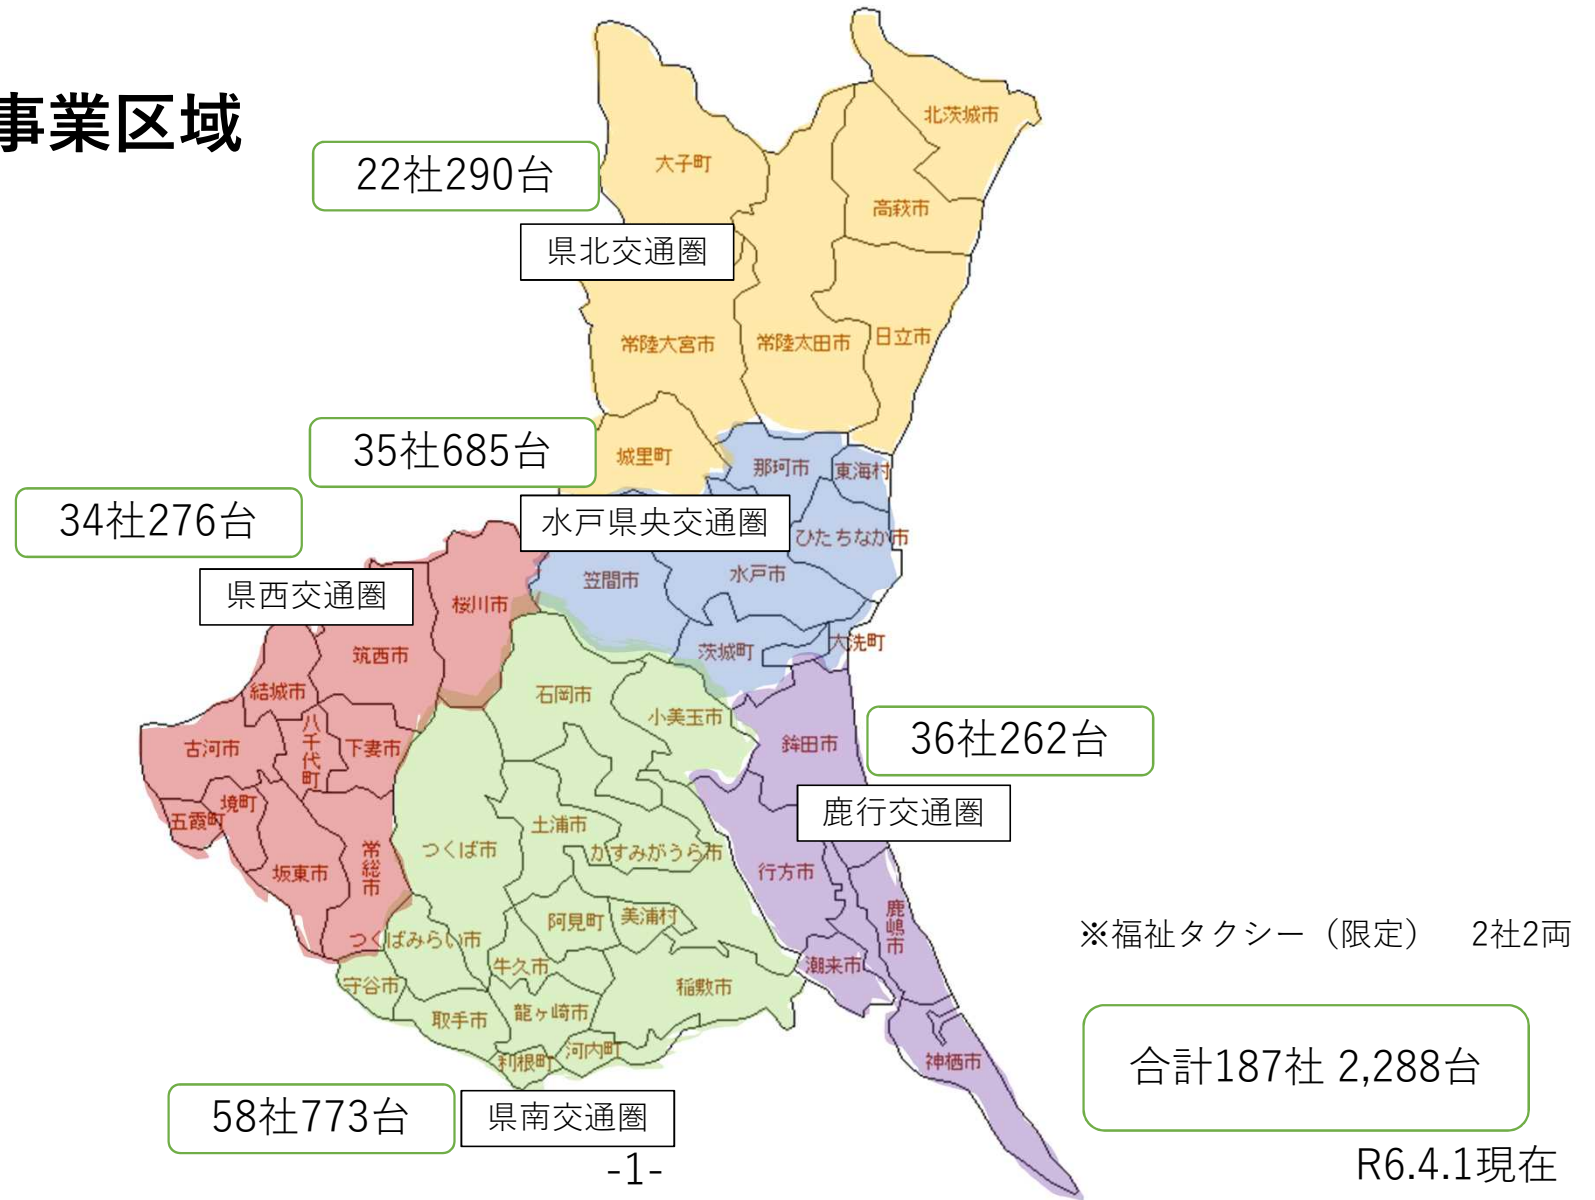 事業区域
北茨城市
大子町
22社290台
高萩市
県北交通圏
常陸大宮市
常陸太田市
日立市
35社685台
城里町
那珂市
東海村
34社276台
水戸県央交通圏
ひたちなか市
笠間市
水戸市
県西交通圏
桜川市
筑西市
茨城町
大洗町
結城市
石岡市
小美玉市
古河市
八千代町
下妻市
鉾田市
36社262台
五霞町
境町
鹿行交通圏
土浦市
つくば市
かすみがうら市
坂東市
常総市
行方市
阿見町
美浦村
鹿嶋市
※福祉タクシー（限定）　2社2両
つくばみらい市
牛久市
潮来市
守谷市
稲敷市
取手市
龍ヶ崎市
利根町
河内町
神栖市
合計187社 2,288台
58社773台
県南交通圏
-1-
R6.4.1現在